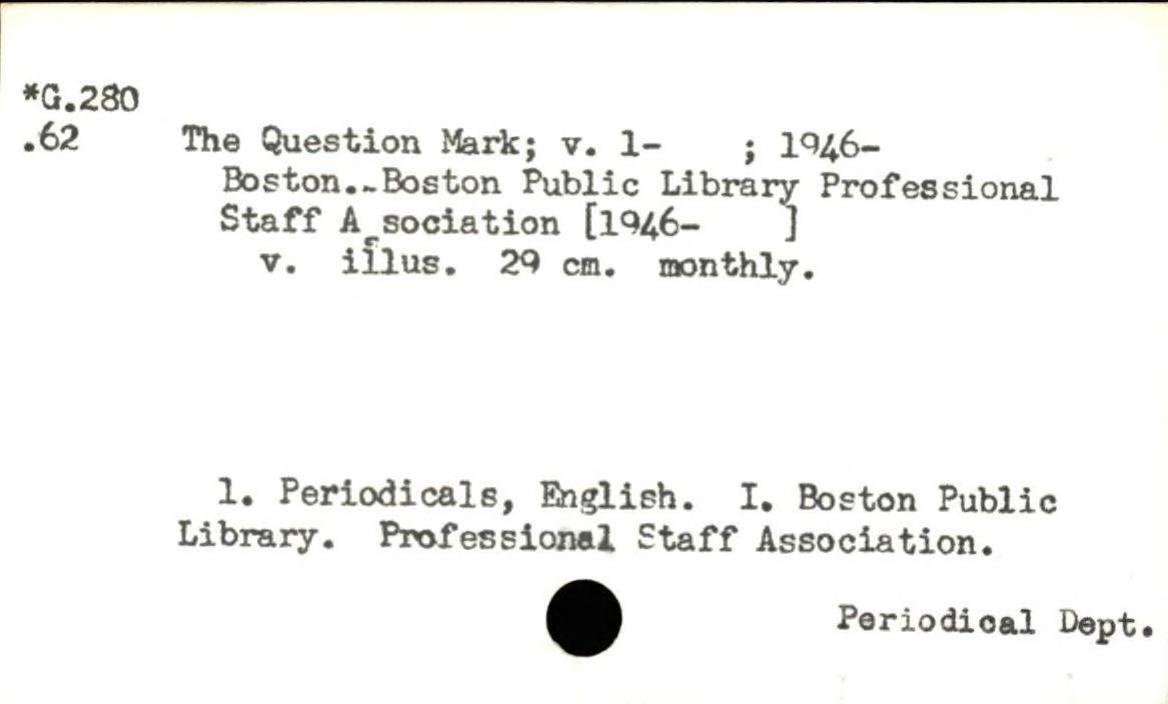 *G.280
.62 The Question Mark; v. 1- ; 1946-
Boston. Boston Public Library Professional
Staff Association [1946- ]
v. illus. 29 cm. monthly.
1. Periodicals, English. I. Boston Public
Library. Professional Staff Association.
Periodical Dept.